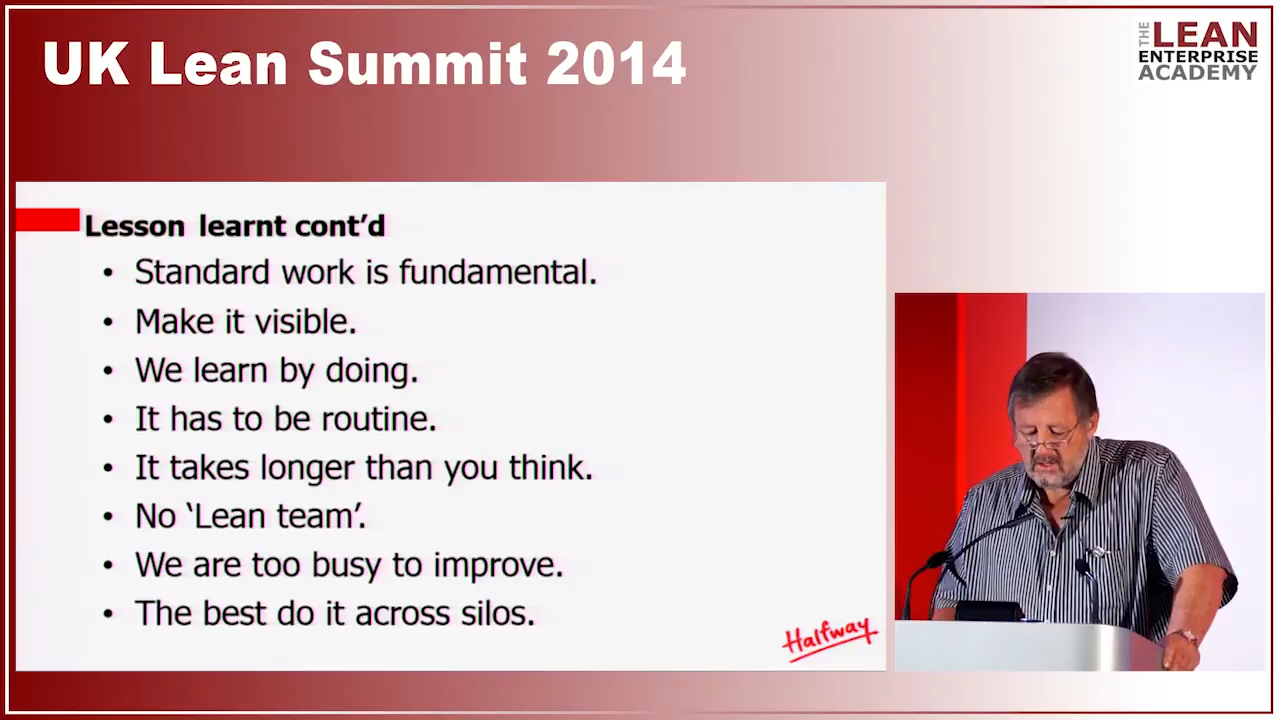 UK Lean Summit 2014
THE
LEAN
ENTERPRISE
ACADEMY
Lesson learnt cont’d
• Standard work is fundamental.
• Make it visible.
• We learn by doing.
• It has to be routine.
• It takes longer than you think.
• No ‘Lean team’.
• We are too busy to improve.
• The best do it across silos.
Halfway